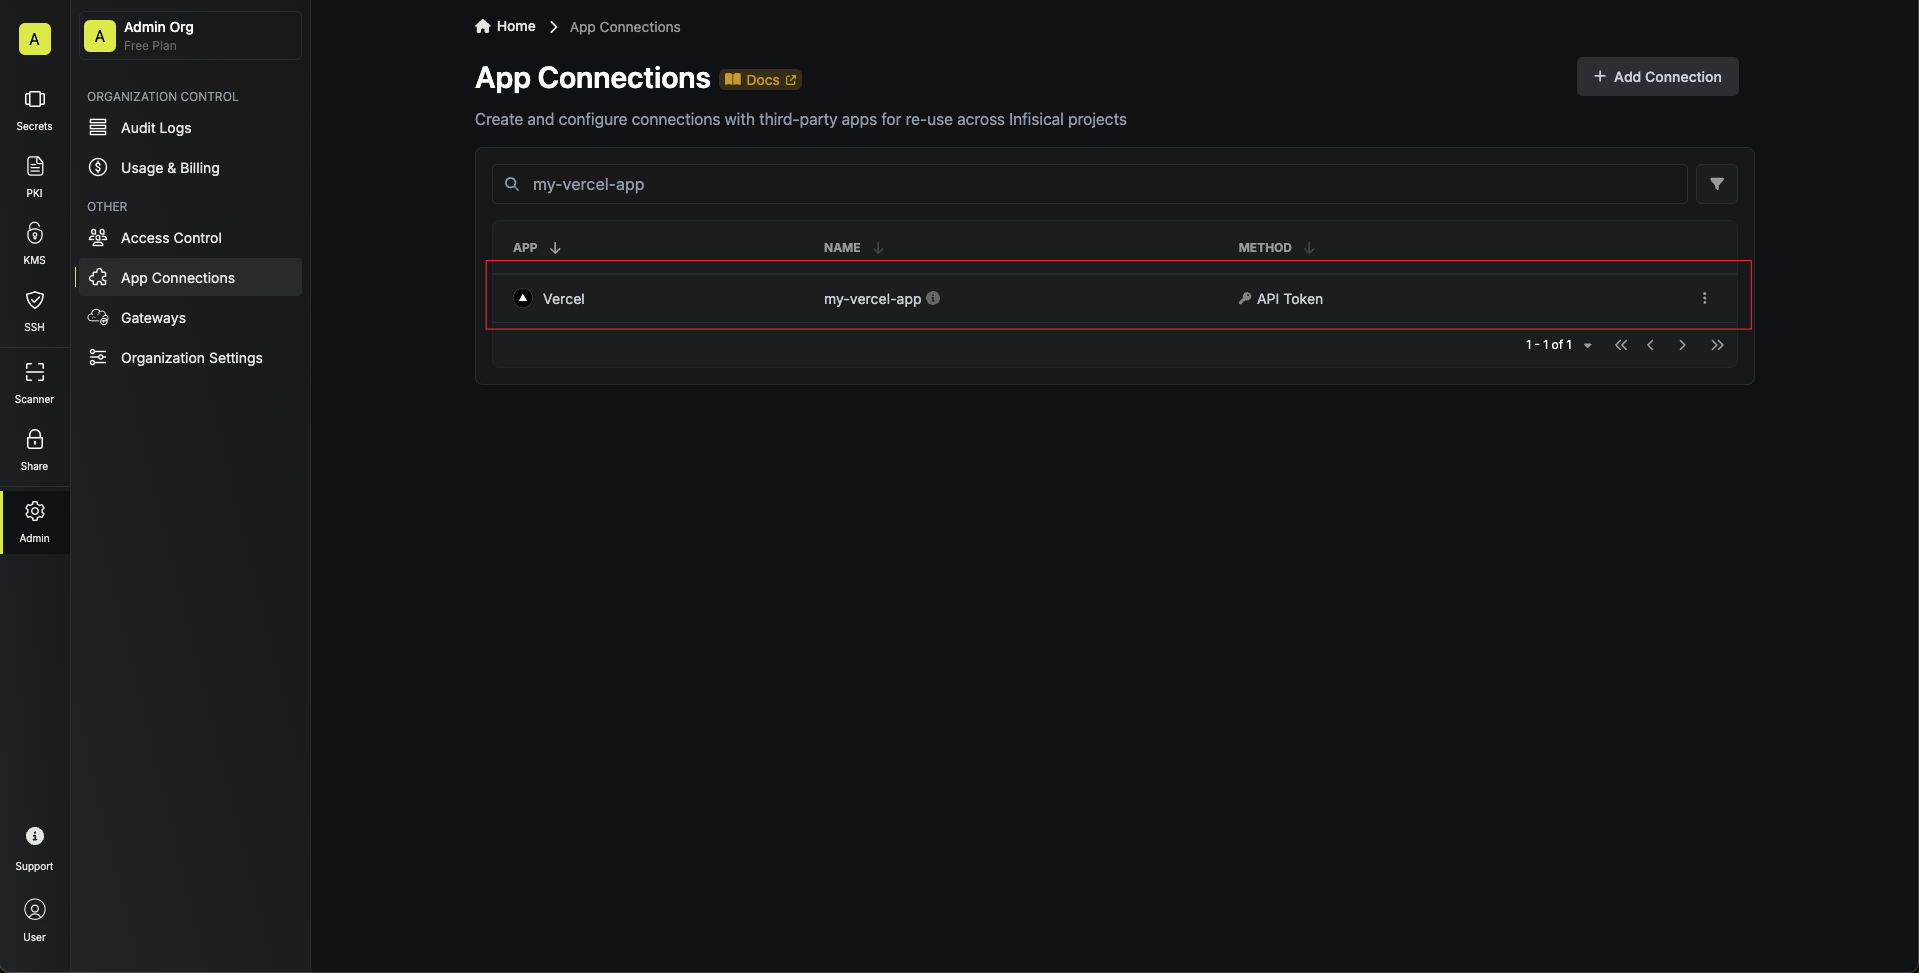 A
Secrets
PKI
KMS
SSH
Scanner
Share
Admin
Support
User
A
Admin Org
Free Plan
ORGANIZATION CONTROL
Audit Logs
Usage & Billing
OTHER
Access Control
App Connections
Gateways
Organization Settings
Home
App Connections
App Connections
Docs
Add Connection
Create and configure connections with third-party apps for re-use across Infisical projects
my-vercel-app
APP NAME METHOD
Vercel my-vercel-app API Token
1 - 1 of 1